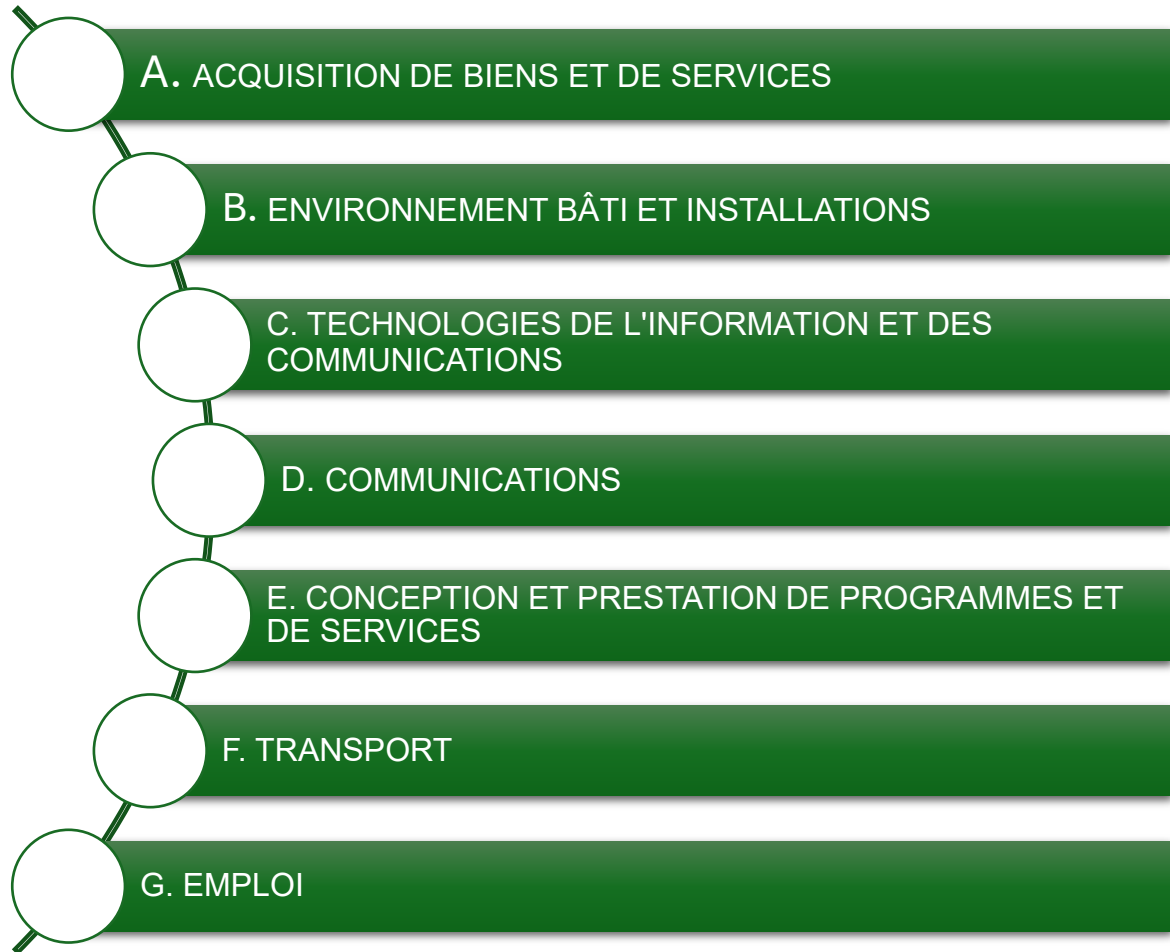 A. ACQUISITION DE BIENS ET DE SERVICES
B. ENVIRONNEMENT BÂTI ET INSTALLATIONS
C. TECHNOLOGIES DE L'INFORMATION ET DES
COMMUNICATIONS
D. COMMUNICATIONS
E. CONCEPTION ET PRESTATION DE PROGRAMMES ET
DE SERVICES
F. TRANSPORT
G. EMPLOI